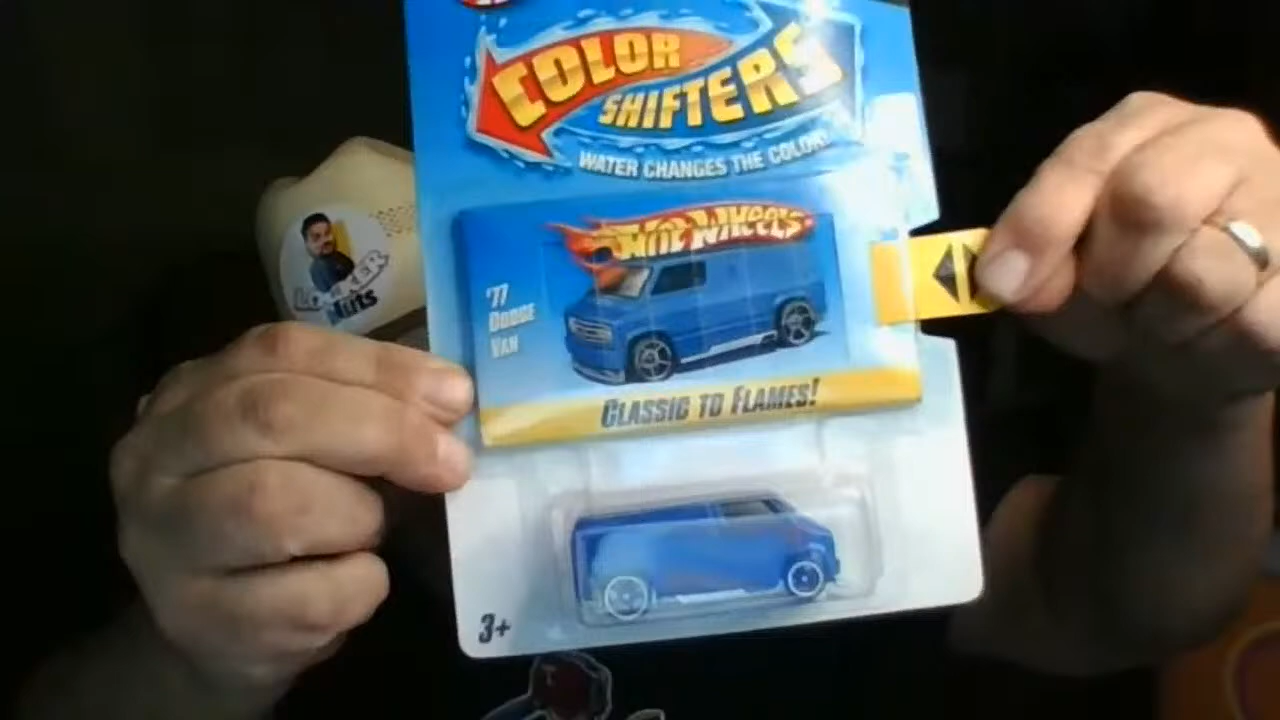 COLOR
SHIFTERS
WATER CHANGES THE COLOR!
HOT WHEELS
'77
DODGE
VAN
CLASSIC TO FLAMES!
3+